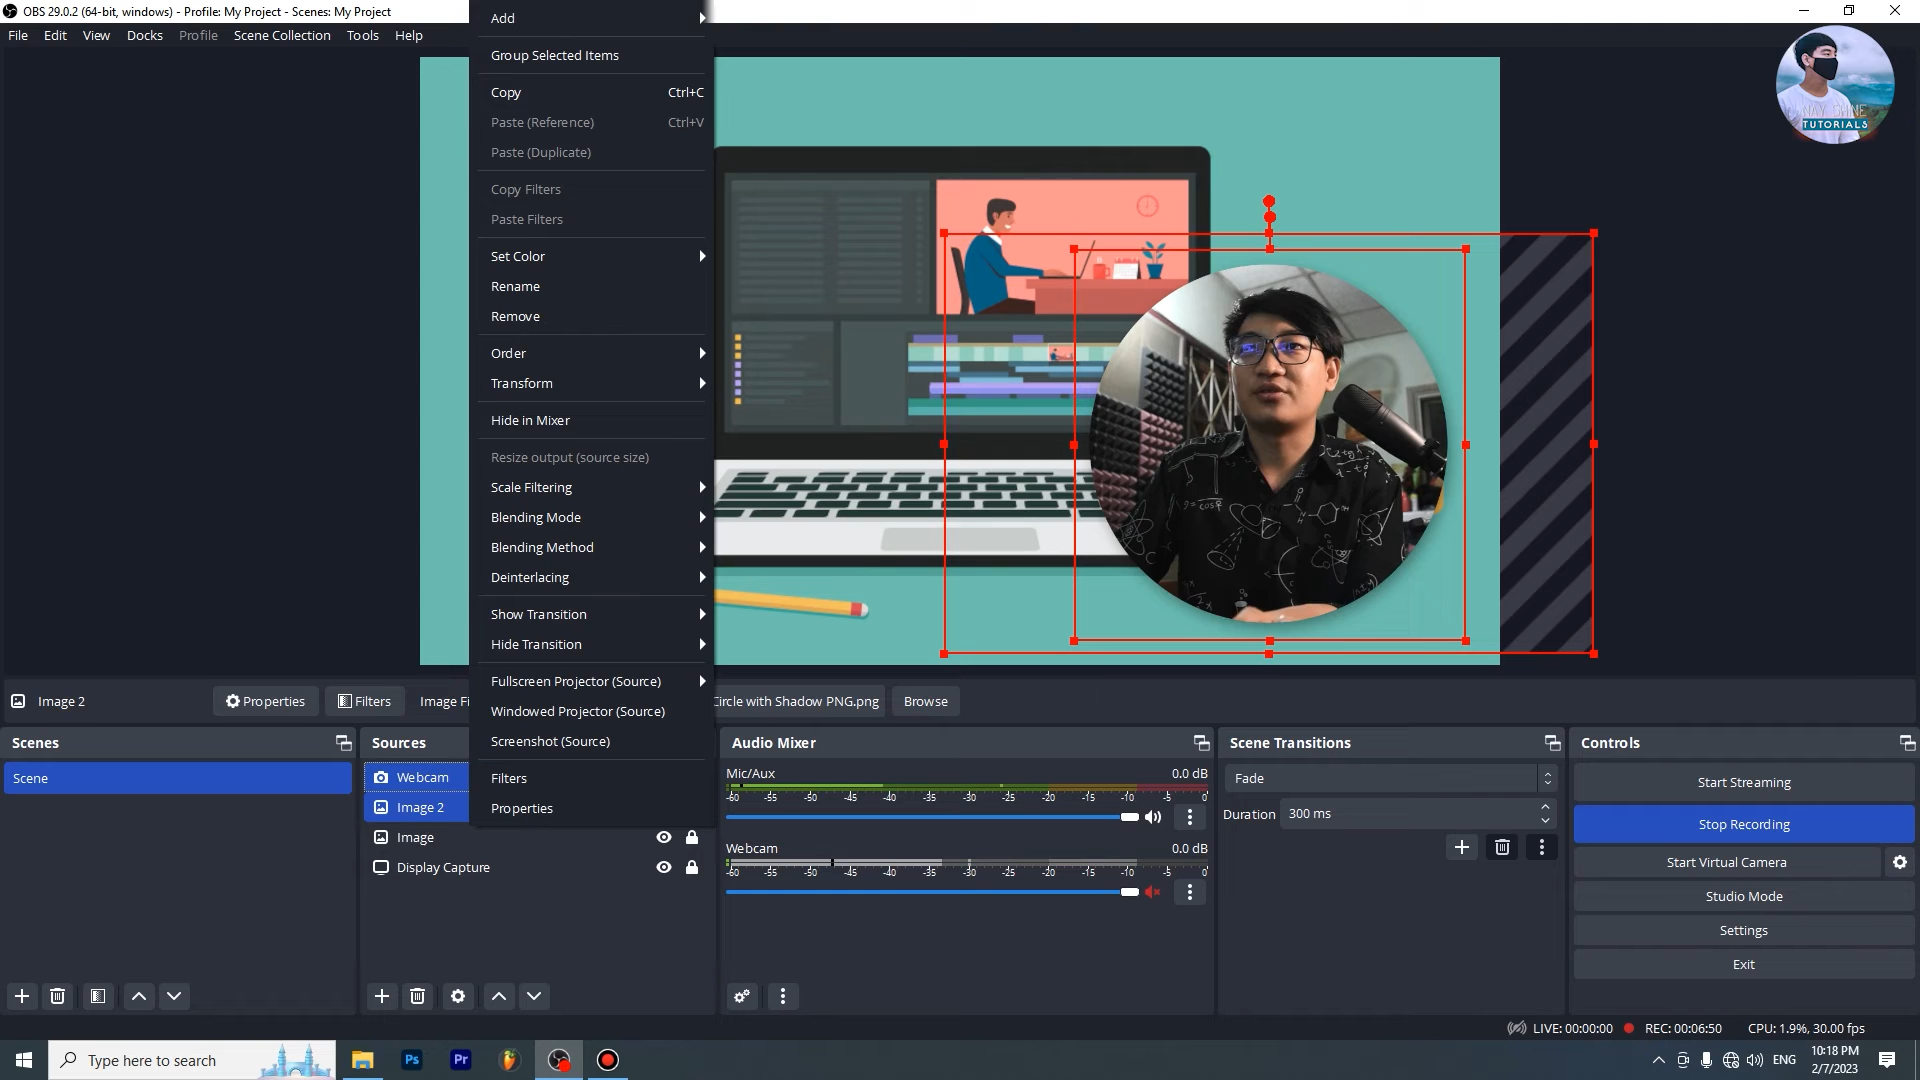 OBS 29.0.2 (64-bit, windows) - Profile: My Project - Scenes: My Project
File Edit View Docks Profile Scene Collection Tools Help
Add
Group Selected Items
Copy Ctrl+C
Paste (Reference) Ctrl+V
Paste (Duplicate)
Copy Filters
Paste Filters
Set Color
Rename
Remove
Order
Transform
Hide in Mixer
Resize output (source size)
Scale Filtering
Blending Mode
Blending Method
Deinterlacing
Show Transition
Hide Transition
Fullscreen Projector (Source)
Windowed Projector (Source)
Screenshot (Source)
Filters
Properties
NAY SHINE
TUTORIALS
Image 2 Properties Filters Image Fi Circle with Shadow PNG.png Browse
Scenes
Scene
Sources
Webcam
Image 2
Image
Display Capture
Audio Mixer
Mic/Aux 0.0 dB
-60 -55 -50 -45 -40 -35 -30 -25 -20 -15 -10 -5 0
Webcam 0.0 dB
-60 -55 -50 -45 -40 -35 -30 -25 -20 -15 -10 -5 0
Scene Transitions
Fade
Duration 300 ms
Controls
Start Streaming
Stop Recording
Start Virtual Camera
Studio Mode
Settings
Exit
LIVE: 00:00:00 REC: 00:06:50 CPU: 1.9%, 30.00 fps
Type here to search
Ps
Pr
ENG
10:18 PM
2/7/2023